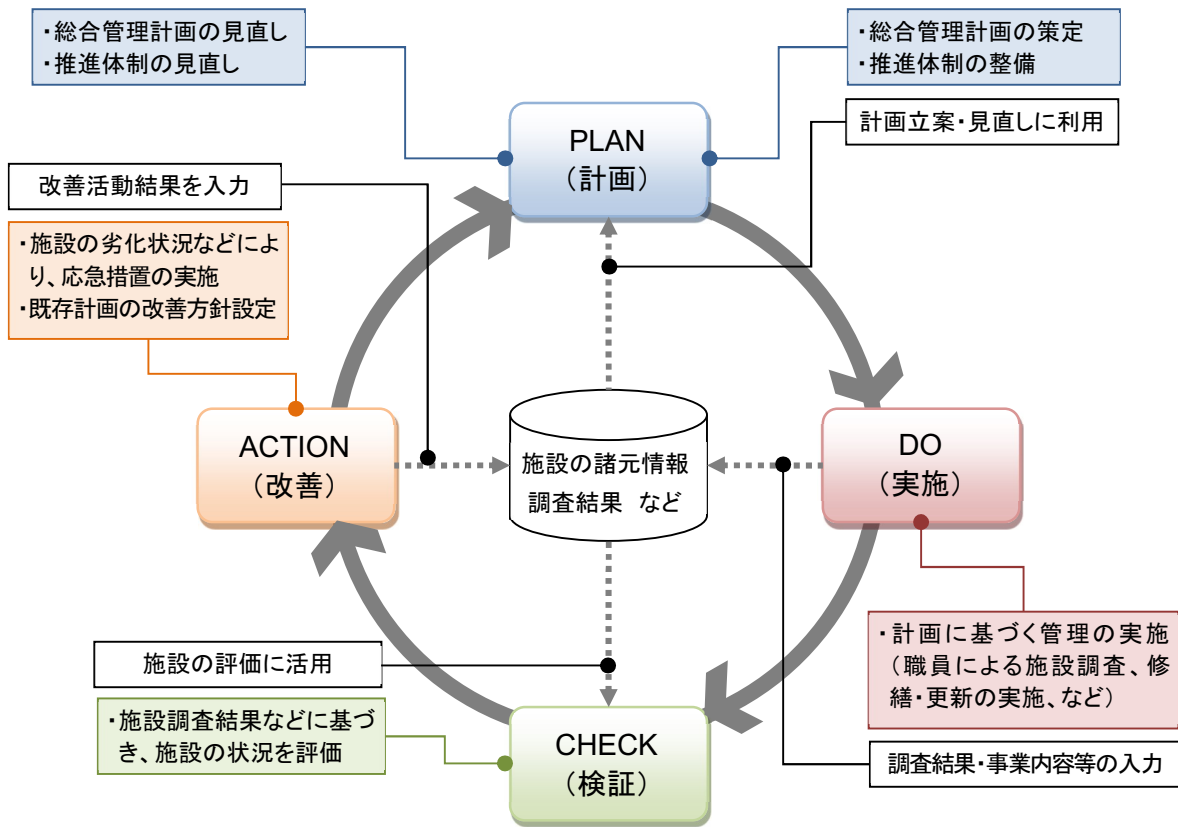 ・総合管理計画の見直し
・推進体制の見直し
・総合管理計画の策定
・推進体制の整備
PLAN
（計画）
計画立案・見直しに利用
改善活動結果を入力
・施設の劣化状況などによ
り、応急措置の実施
・既存計画の改善方針設定
ACTION
（改善）
施設の諸元情報
調査結果 など
DO
（実施）
・計画に基づく管理の実施
（職員による施設調査、修
繕・更新の実施、など）
調査結果・事業内容等の入力
施設の評価に活用
・施設調査結果などに基づ
き、施設の状況を評価
CHECK
（検証）